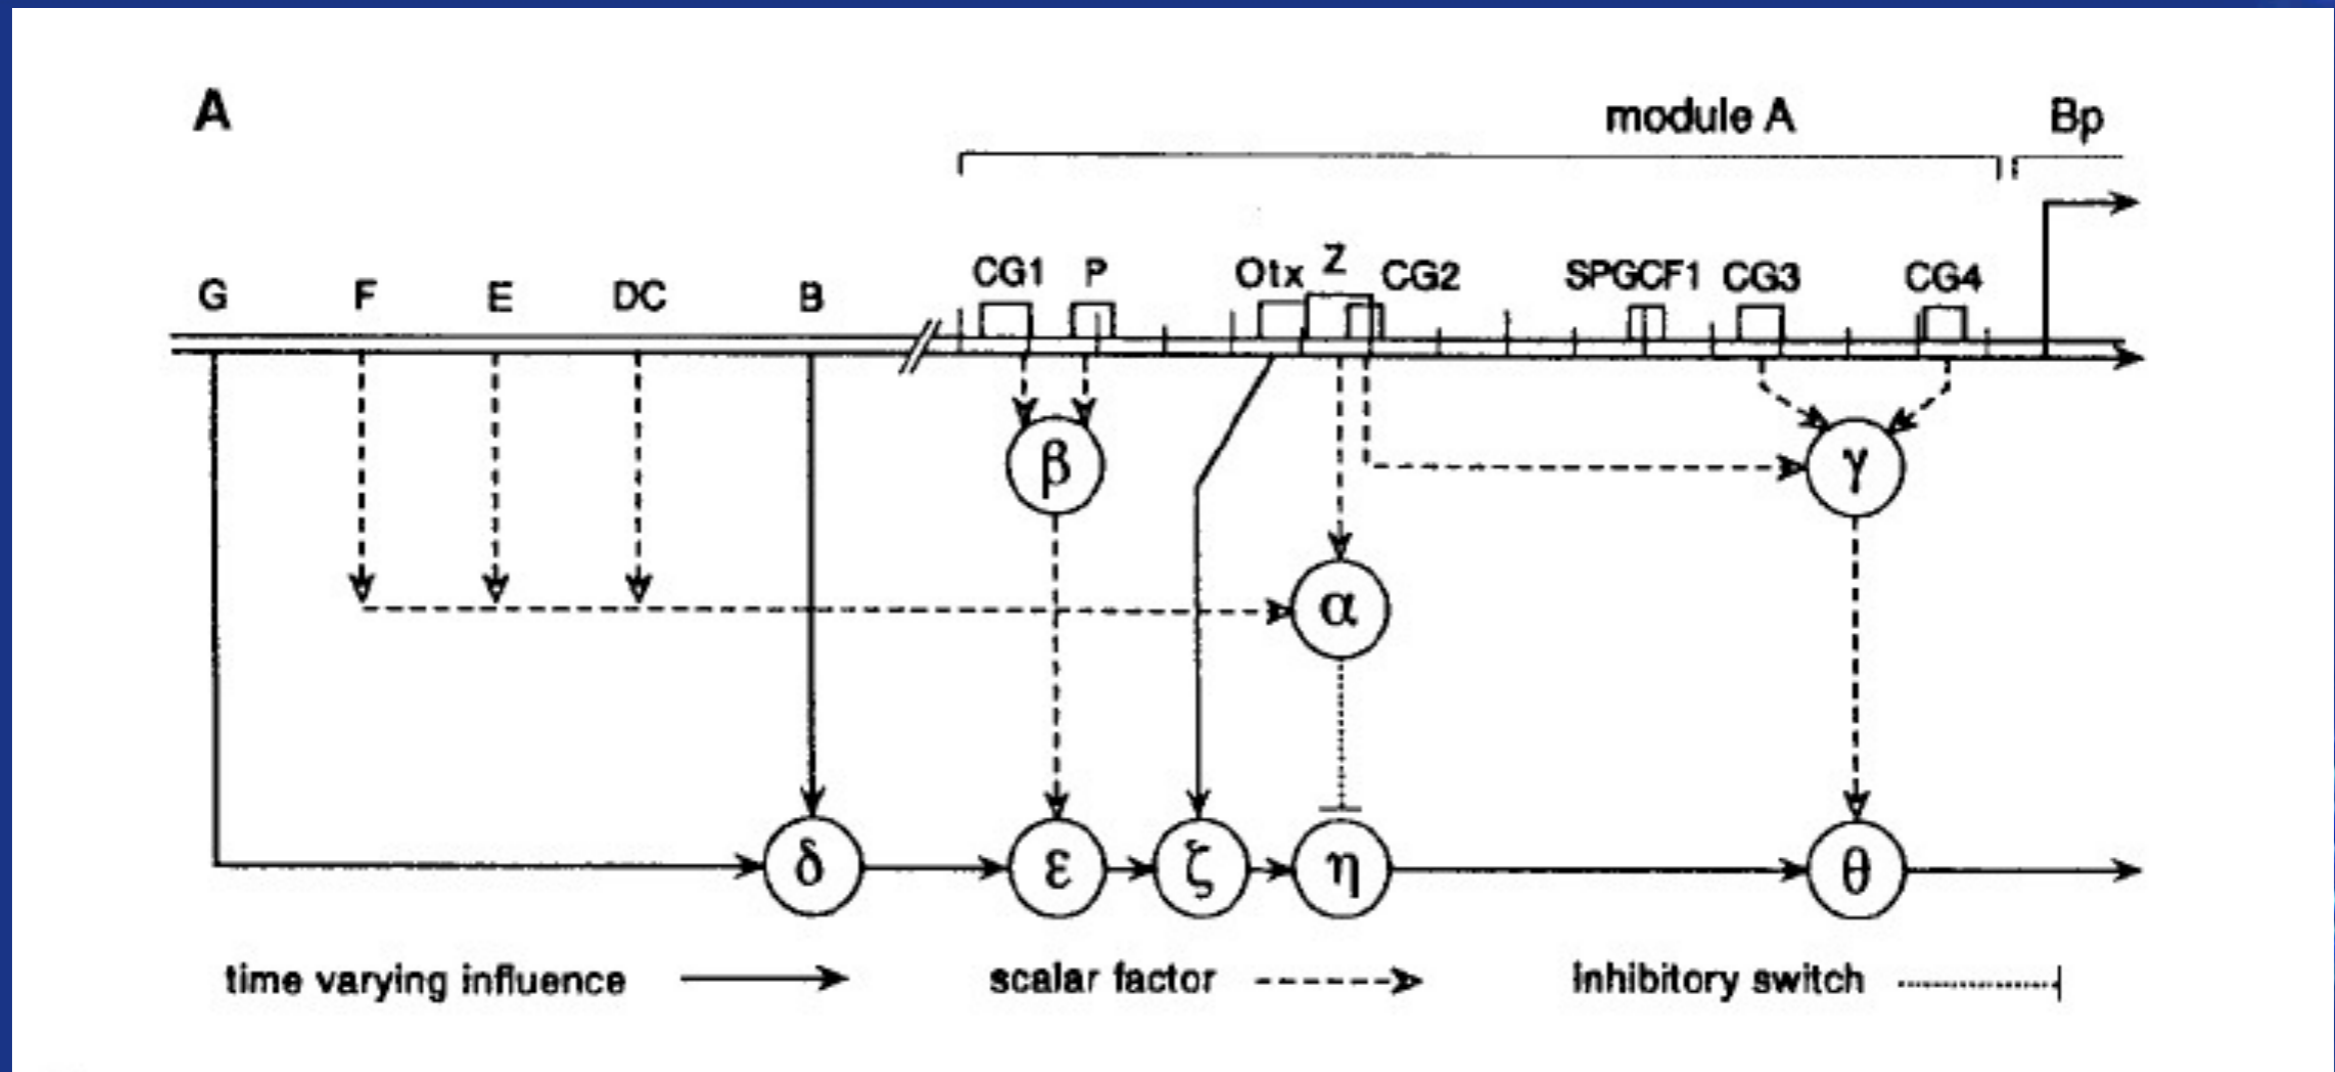 A
module A Bp
G F E DC B CG1 P Otx Z CG2 SPGCF1 CG3 CG4
β γ
α
δ ε ζ η θ
time varying influence scalar factor inhibitory switch